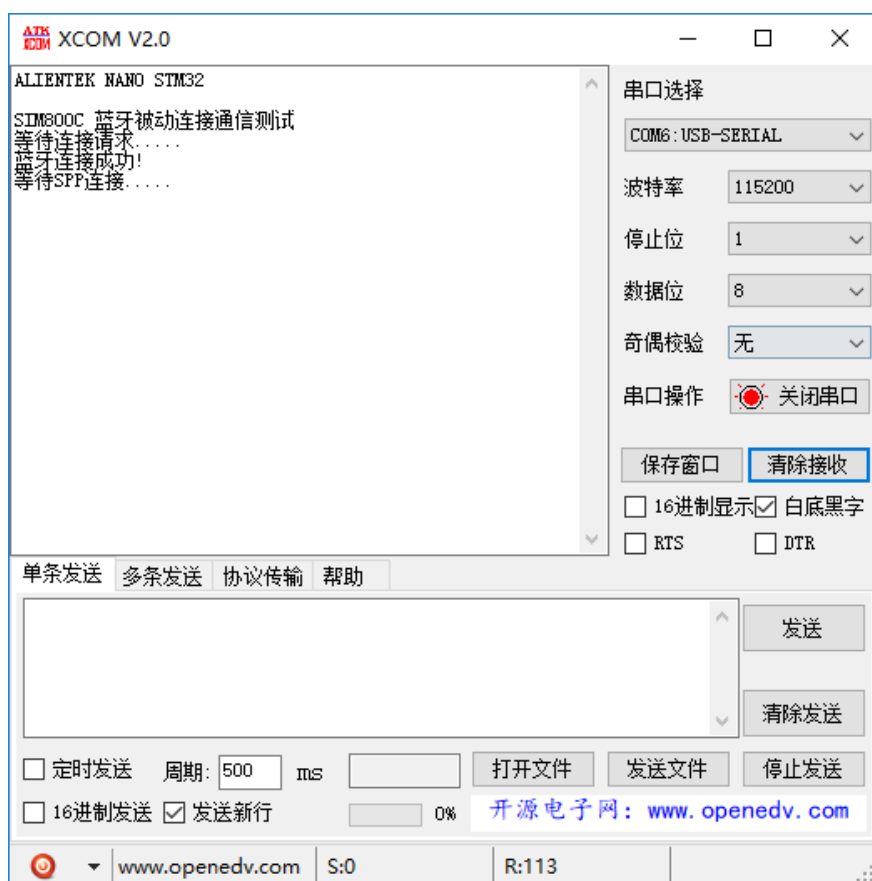 ATK XCOM XCOM V2.0
ALIENTEK NANO STM32
SIM800C 蓝牙被动连接通信测试
等待连接请求.....
蓝牙连接成功!
等待SPP连接.....
串口选择
COM6:USB-SERIAL
波特率 115200
停止位 1
数据位 8
奇偶校验 无
串口操作 关闭串口
保存窗口 清除接收
16进制显示 白底黑字
RTS DTR
单条发送 多条发送 协议传输 帮助
发送
清除发送
定时发送 周期: 500 ms 打开文件 发送文件 停止发送
16进制发送 发送新行 0% 开源电子网: www.openedv.com
www.openedv.com S:0 R:113